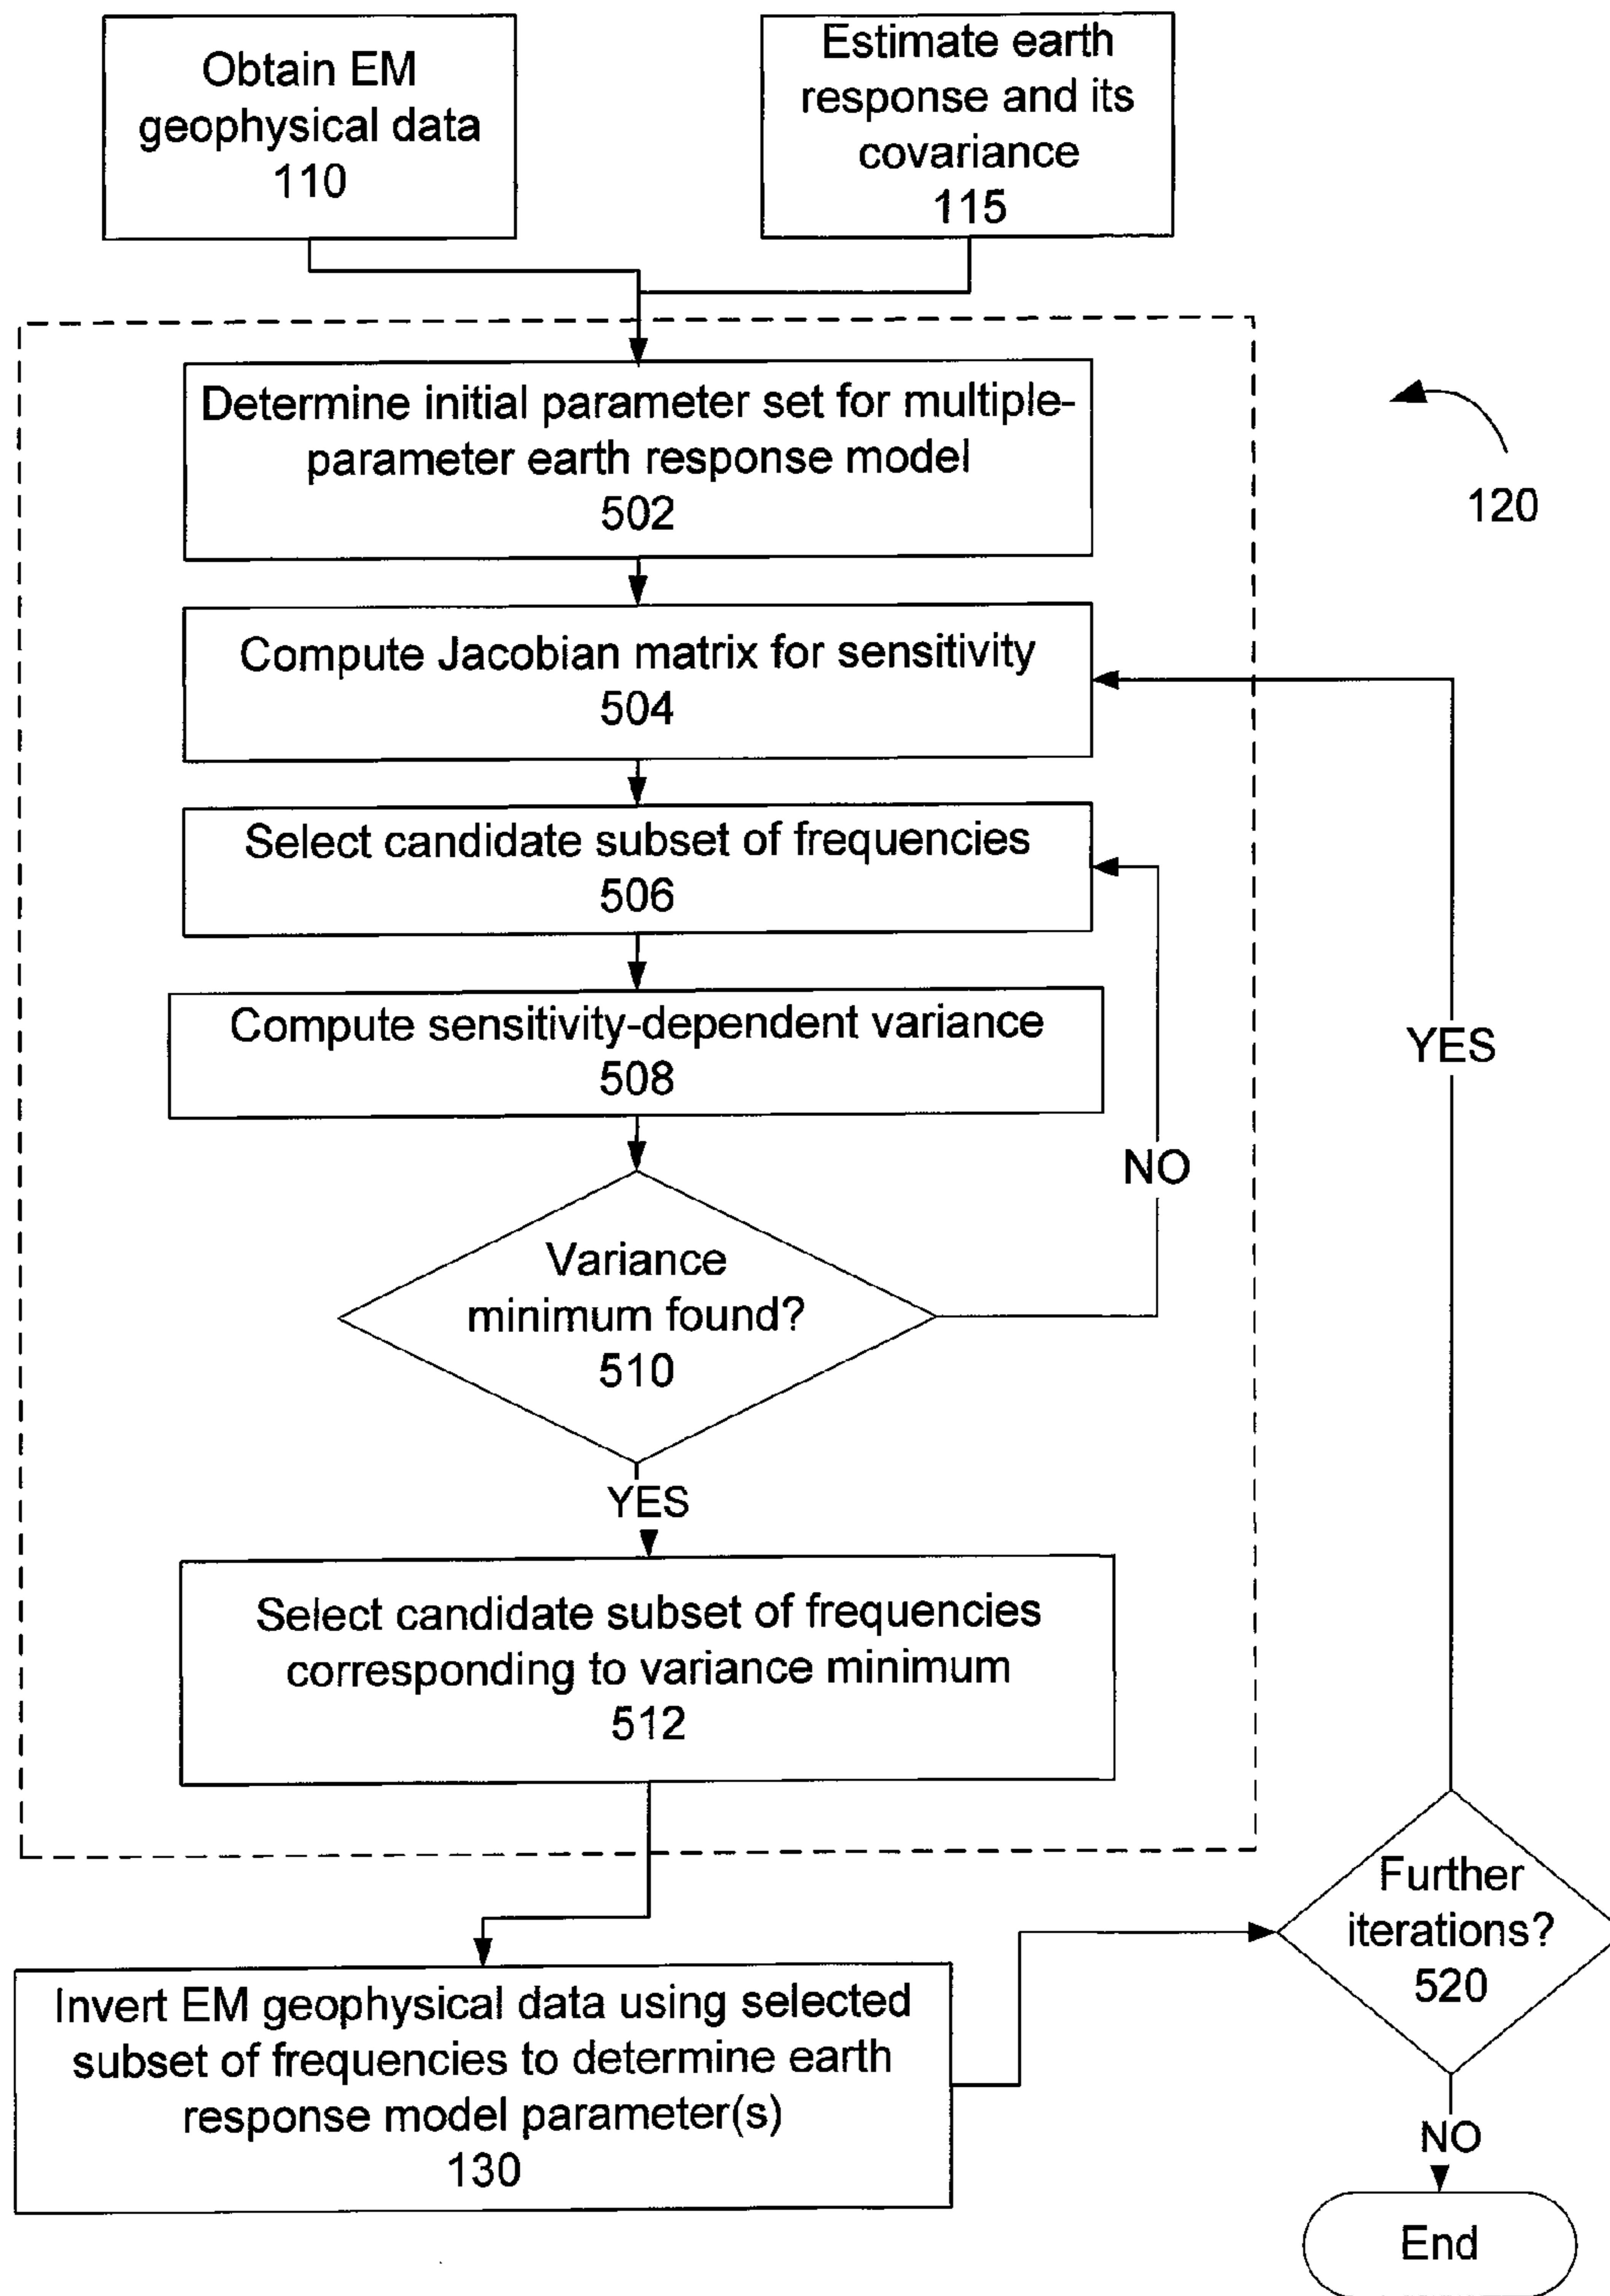 Obtain EM
geophysical data
110
Estimate earth
response and its
covariance
115
Determine initial parameter set for multiple-
parameter earth response model
502
120
Compute Jacobian matrix for sensitivity
504
Select candidate subset of frequencies
506
Compute sensitivity-dependent variance
508
YES
NO
Variance
minimum found?
510
YES
Select candidate subset of frequencies
corresponding to variance minimum
512
Further
iterations?
520
Invert EM geophysical data using selected
subset of frequencies to determine earth
response model parameter(s)
130
NO
End